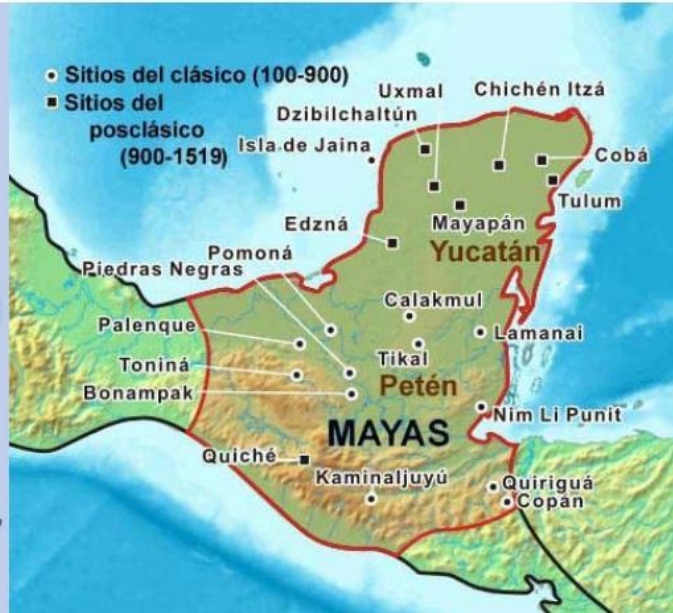 Sitios del clásico (100-900)
Sitios del
posclásico
(900-1519)
Uxmal
Chichén Itzá
Dzibilchaltún
Isla de Jaina
Cobá
Tulum
Mayapán
Edzná
Yucatán
Pomoná
Piedras Negras
Calakmul
Palenque
Lamanai
Tikal
Toniná
Petén
Bonampak
Nim Li Punit
MAYAS
Quiché
Kaminaljuyú
Quiriguá
Copán